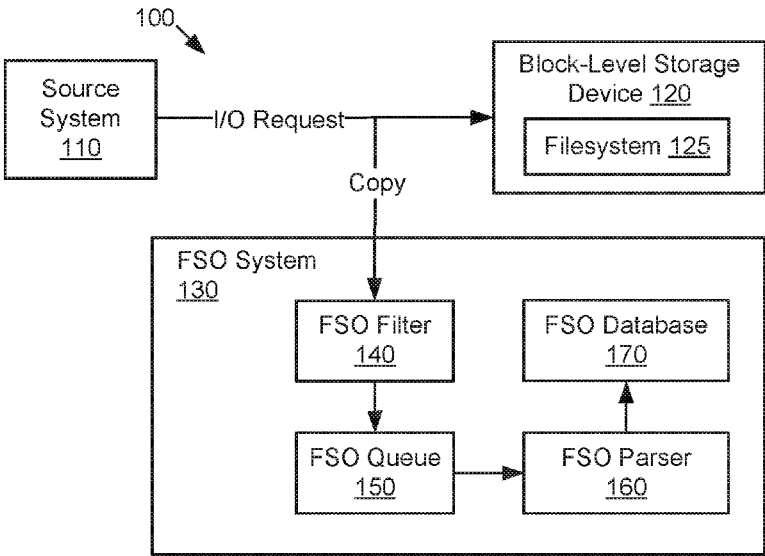 100
Source
System
110
I/O Request
Block-Level Storage
Device 120
Filesystem 125
Copy
FSO System
130
FSO Filter
140
FSO Database
170
FSO Queue
150
FSO Parser
160